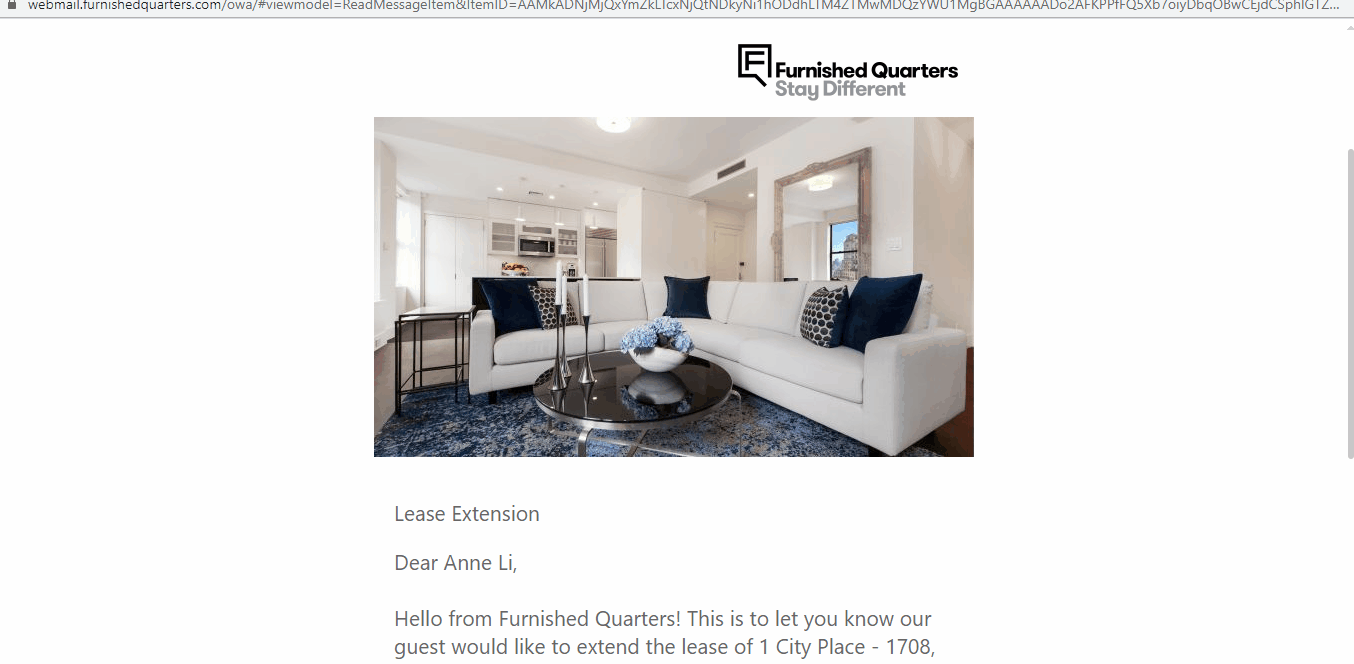 webmail.furnishedquarters.com/owa/#viewmodel=ReadMessageItem&ItemID=
Furnished Quarters
Stay Different
Lease Extension
Dear Anne Li,
Hello from Furnished Quarters! This is to let you know our
guest would like to extend the lease of 1 City Place - 1708,